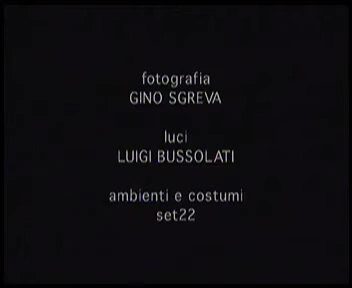 fotografia
GINO SGREVA
luci
LUIGI BUSSOLATI
ambienti e costumi
set22